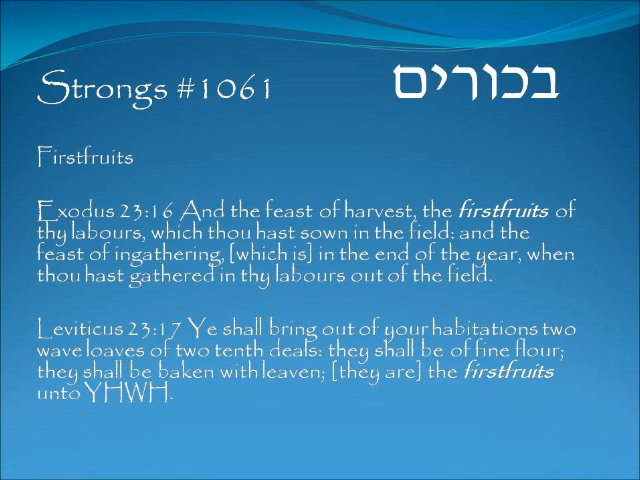 Strongs #1061 בכורים
Firstfruits
Exodus 23:16 And the feast of harvest, the firstfruits of
thy labours, which thou hast sown in the field: and the
feast of ingathering, [which is] in the end of the year, when
thou hast gathered in thy labours out of the field.
Leviticus 23:17 Ye shall bring out of your habitations two
wave loaves of two tenth deals: they shall be of fine flour;
they shall be baken with leaven; [they are] the firstfruits
unto YHWH.